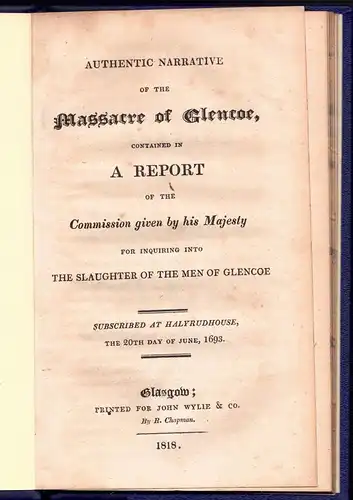 AUTHENTIC NARRATIVE
OF THE
Massacre of Glencoe,
CONTAINED IN
A REPORT
OF THE
Commission given by his Majesty
FOR INQUIRING INTO
THE SLAUGHTER OF THE MEN OF GLENCOE
SUBSCRIBED AT HALYRUDHOUSE,
THE 20TH DAY OF JUNE, 1693.
Glasgow;
PRINTED FOR JOHN WYLIE & CO.
By R. Chapman.
1818.